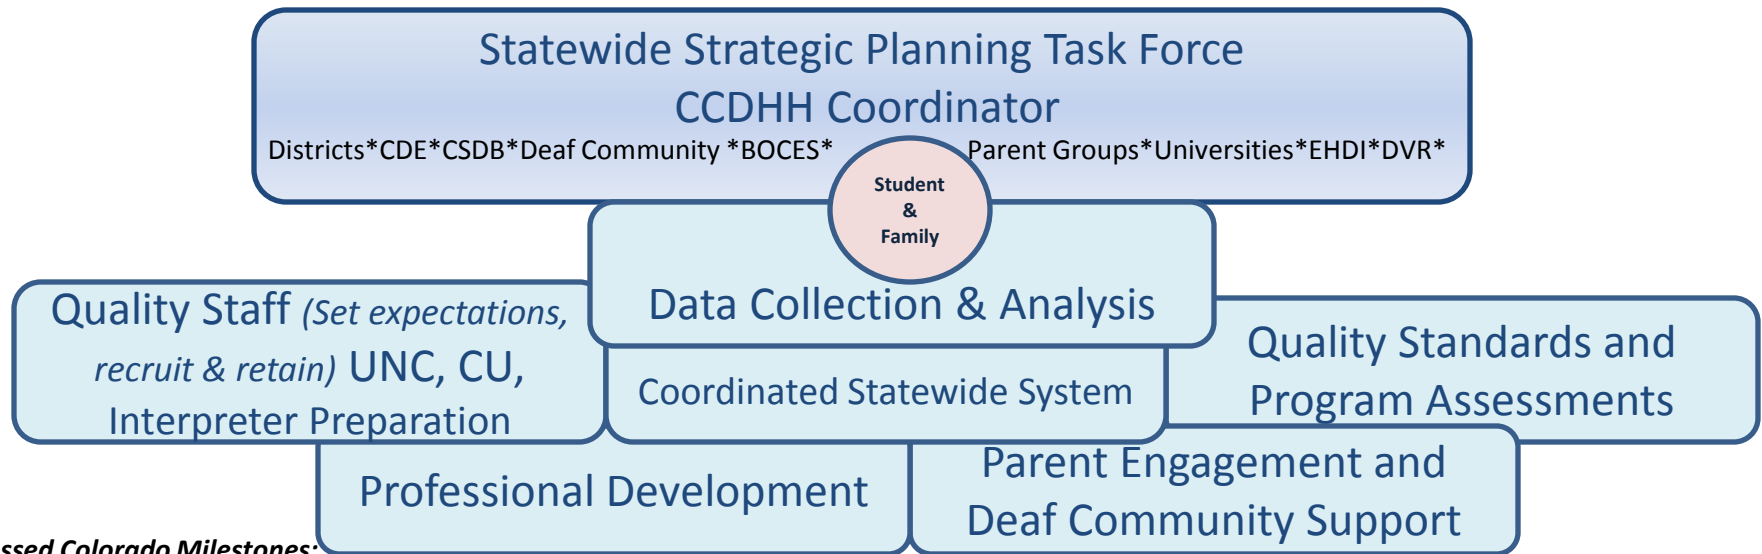 Statewide Strategic Planning Task Force
CCDHH Coordinator
Districts*CDE*CSDB*Deaf Community *BOCES*
Parent Groups*Universities*EHDI*DVR*
Student
&
Family
Data Collection & Analysis
Quality Staff (Set expectations,
recruit & retain) UNC, CU,
Interpreter Preparation
Coordinated Statewide System
Quality Standards and
Program Assessments
Professional Development
Parent Engagement and
Deaf Community Support
Colorado Milestones: